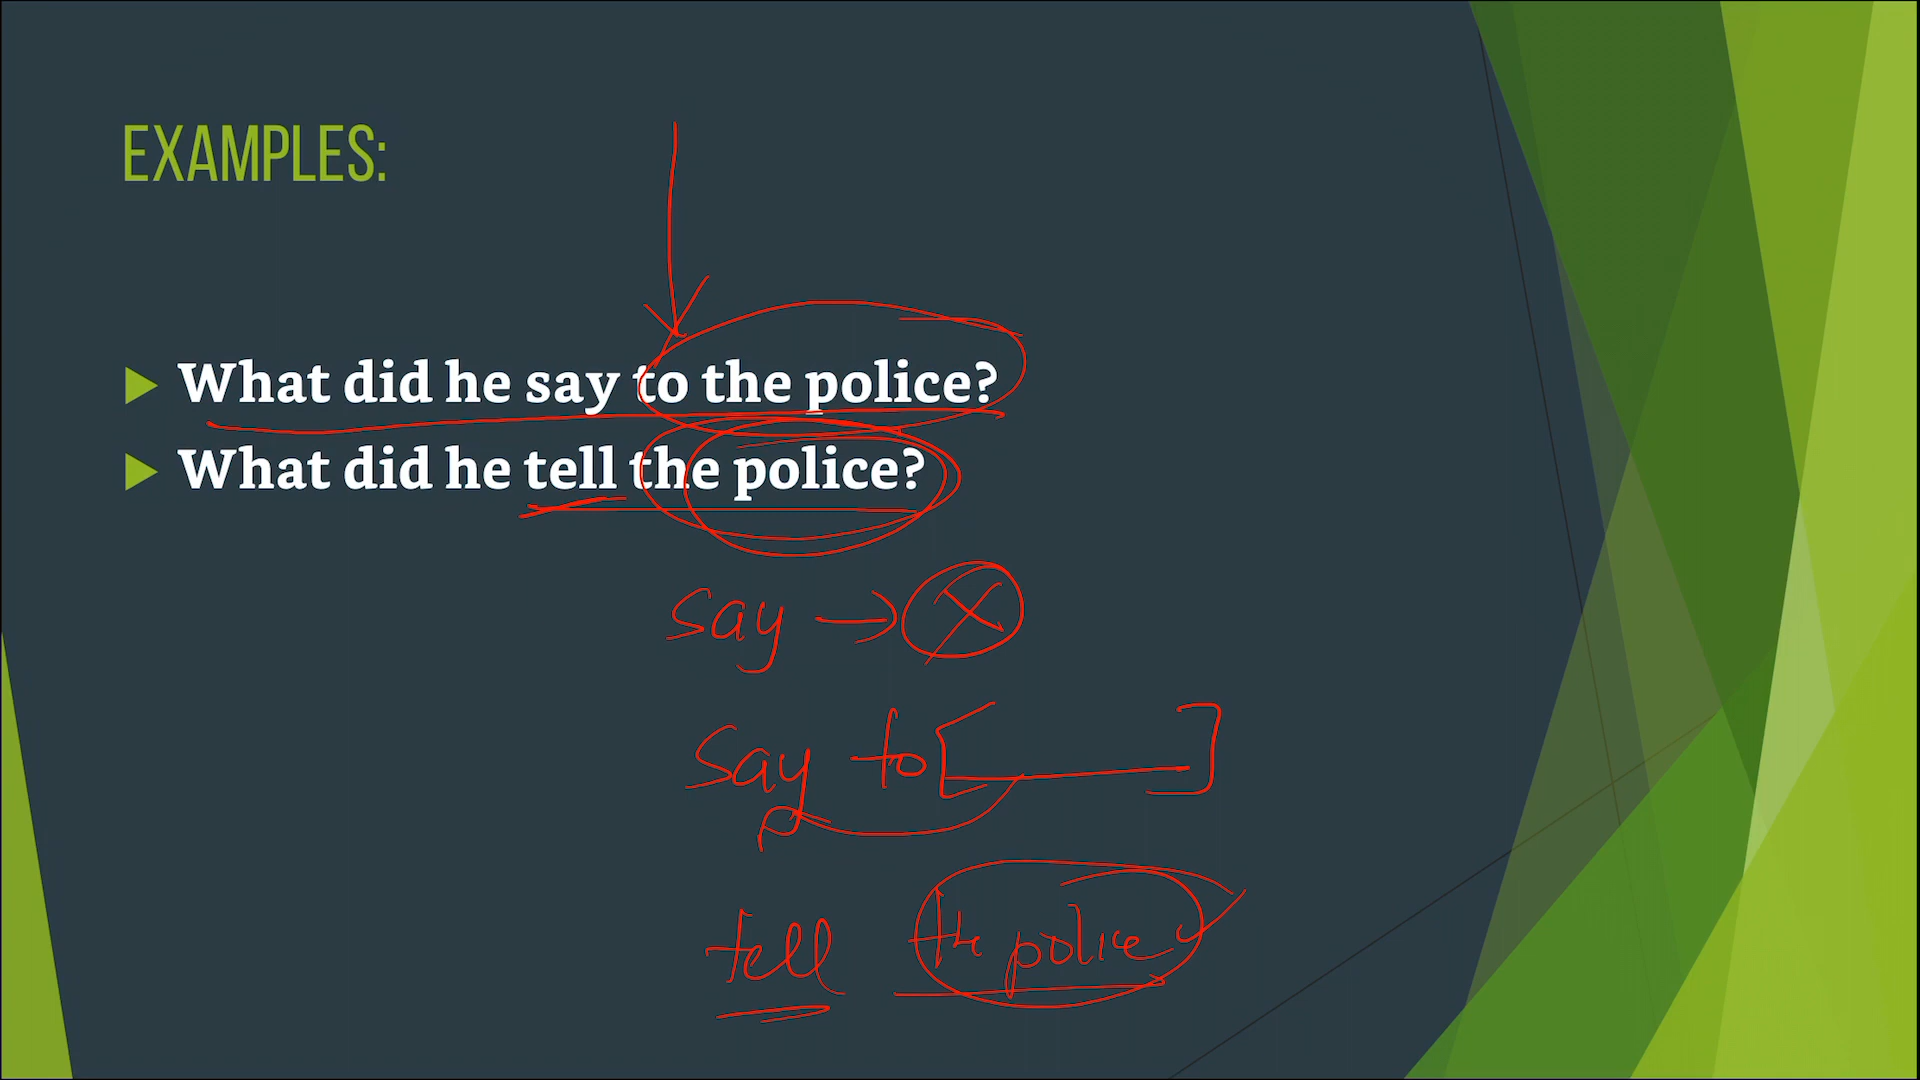 EXAMPLES:
What did he say to the police?
What did he tell the police?
say →
say to [ ]
tell the police